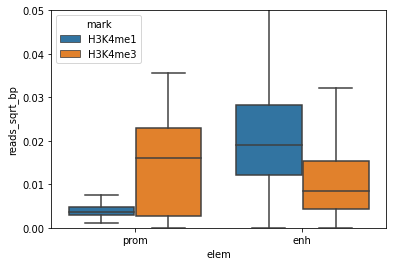 mark
H3K4me1
H3K4me3
reads_sqrt_bp
0.05
0.04
0.03
0.02
0.01
0.00
prom
enh
elem